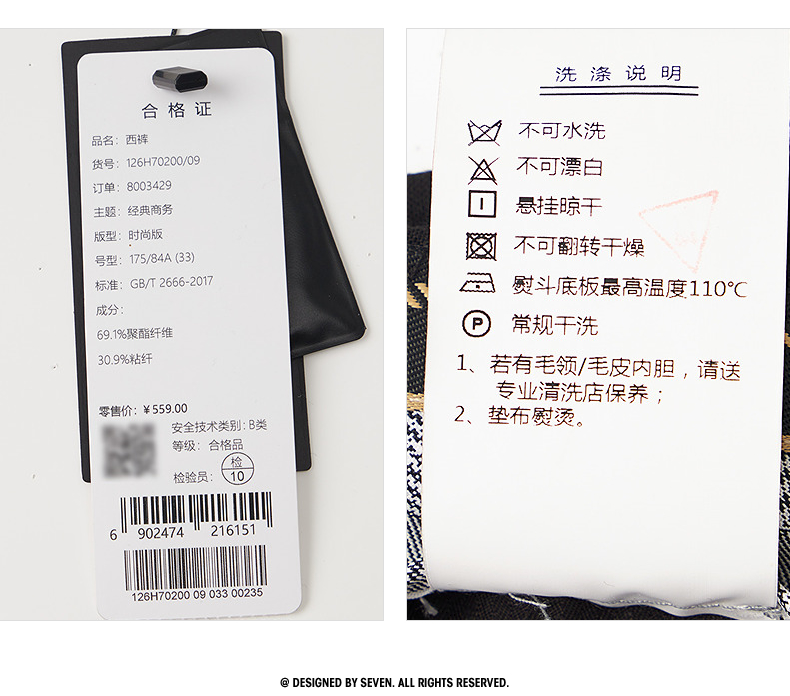 合格证
品名：西裤
货号：126H70200/09
订单：8003429
主题：经典商务
版型：时尚版
号型：175/84A (33)
标准：GB/T 2666-2017
成分：
69.1%聚酯纤维
30.9%粘纤
零售价：¥559.00
安全技术类别：B类
等级：合格品
检验员：检10
6 902474 216151
126H70200 09 033 00235
洗涤说明
不可水洗
不可漂白
悬挂晾干
不可翻转干燥
熨斗底板最高温度110℃
P 常规干洗
1、若有毛领/毛皮内胆，请送
专业清洗店保养；
2、垫布熨烫。
@ DESIGNED BY SEVEN. ALL RIGHTS RESERVED.